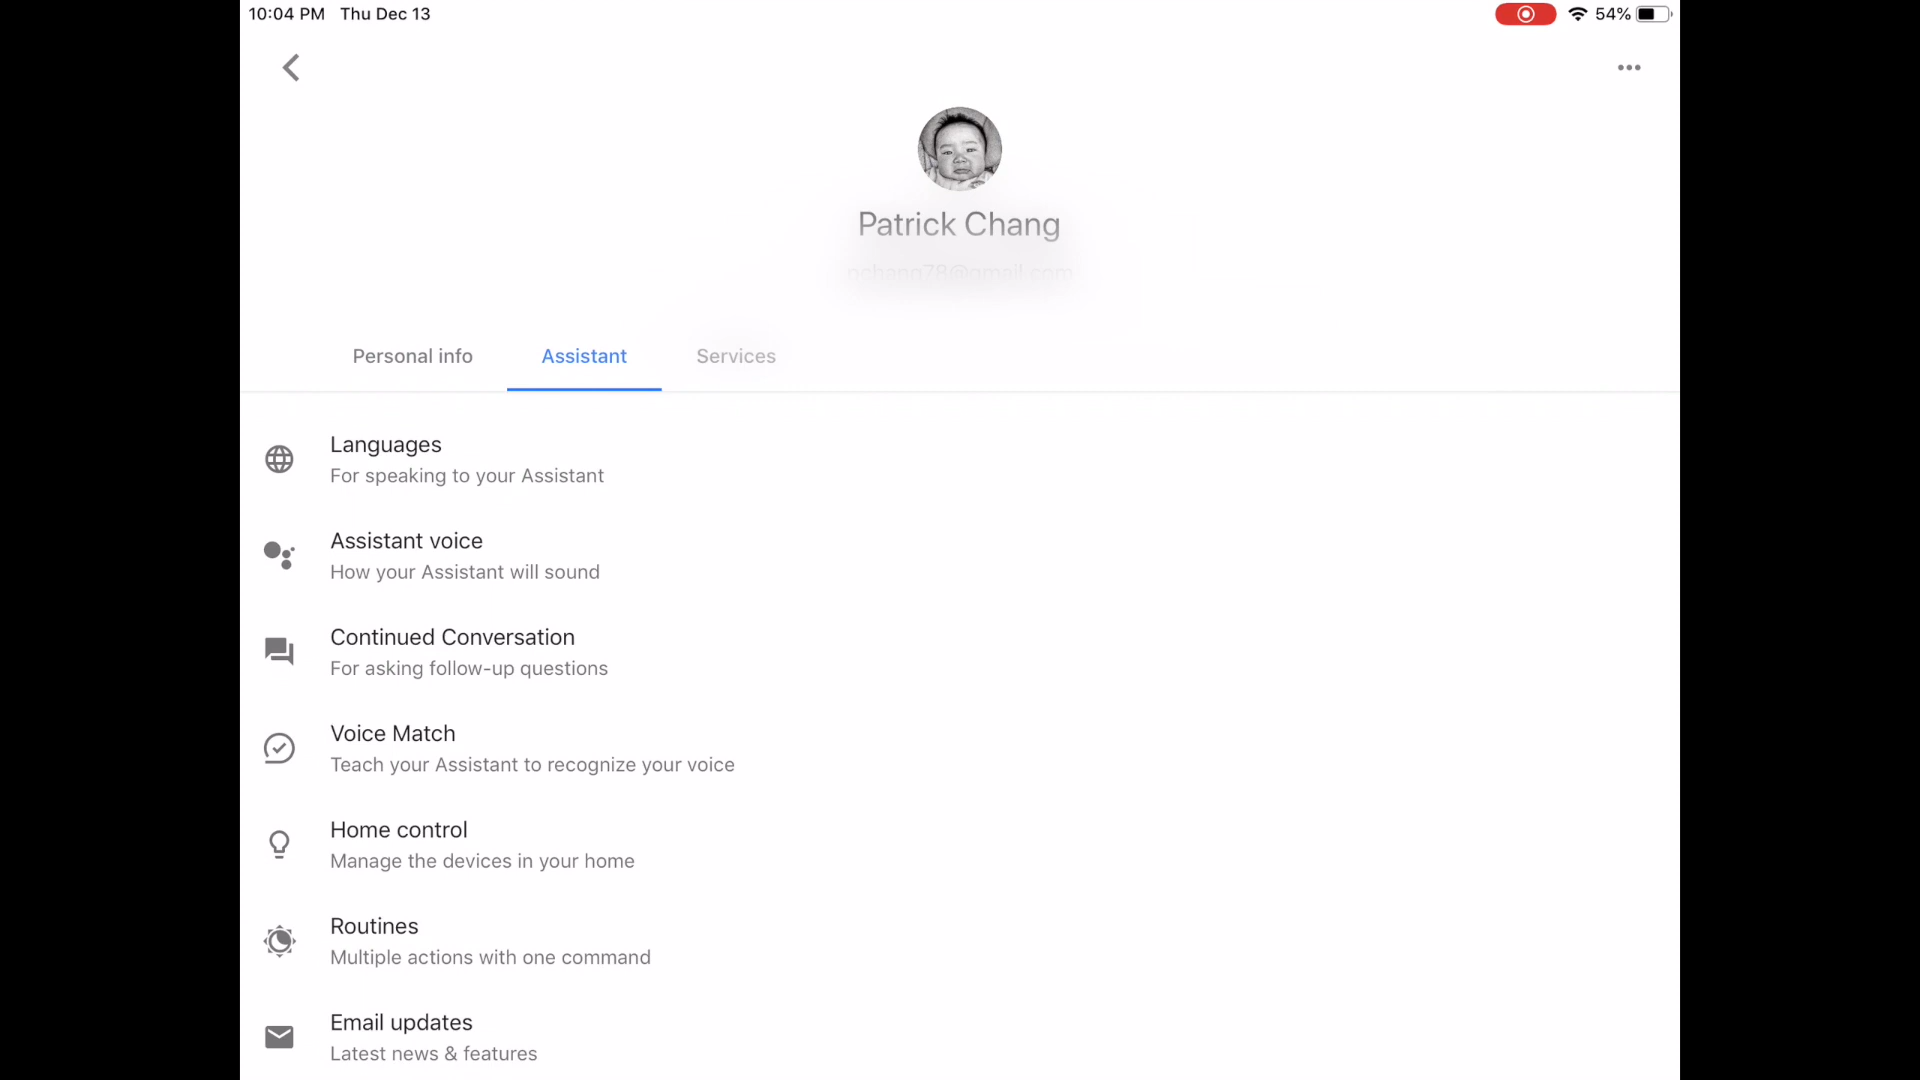 10:04 PM Thu Dec 13
54%
Patrick Chang
pchang78@gmail.com
Personal info
Assistant
Services
Languages
For speaking to your Assistant
Assistant voice
How your Assistant will sound
Continued Conversation
For asking follow-up questions
Voice Match
Teach your Assistant to recognize your voice
Home control
Manage the devices in your home
Routines
Multiple actions with one command
Email updates
Latest news & features